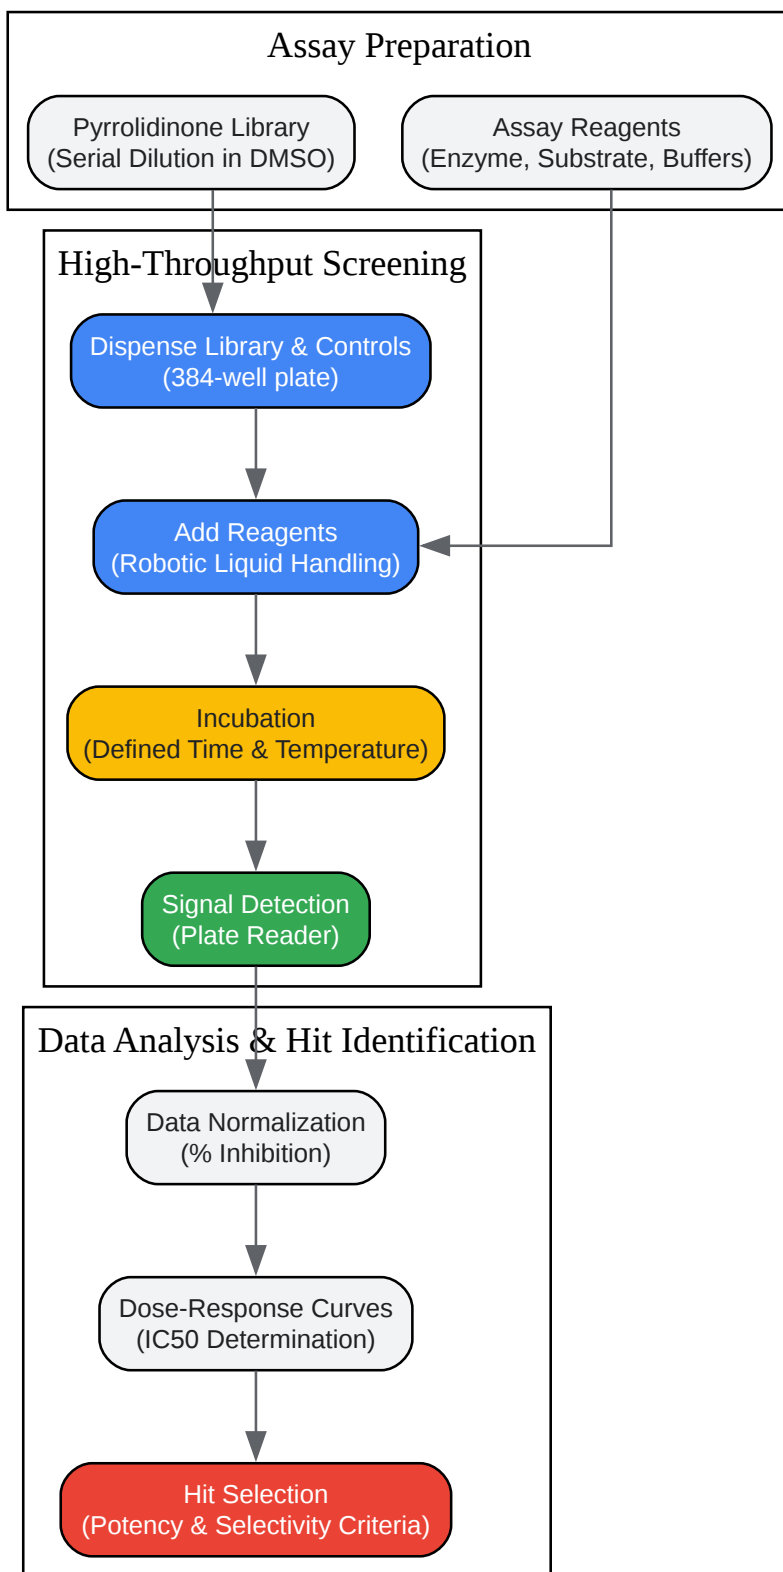 Assay Preparation
Pyrrolidinone Library
(Serial Dilution in DMSO)
Assay Reagents
(Enzyme, Substrate, Buffers)
High-Throughput Screening
Dispense Library & Controls
(384-well plate)
Add Reagents
(Robotic Liquid Handling)
Incubation
(Defined Time & Temperature)
Signal Detection
(Plate Reader)
Data Analysis & Hit Identification
Data Normalization
(% Inhibition)
Dose-Response Curves
(IC50 Determination)
Hit Selection
(Potency & Selectivity Criteria)